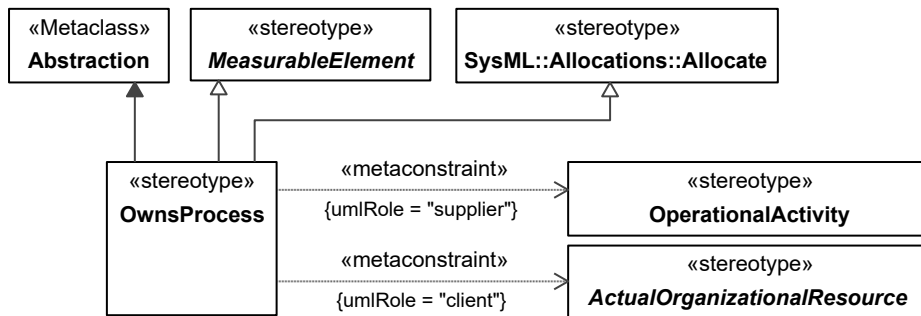 «Metaclass»
Abstraction
«stereotype»
MeasurableElement
«stereotype»
SysML::Allocations::Allocate
«stereotype»
OwnsProcess
«metaconstraint»
{umlRole = "supplier"}
«stereotype»
OperationalActivity
«metaconstraint»
{umlRole = "client"}
«stereotype»
ActualOrganizationalResource